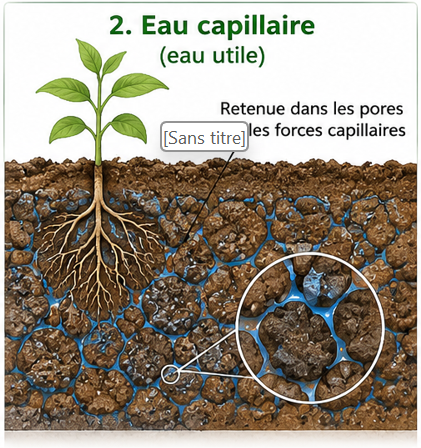 2. Eau capillaire
(eau utile)
Retenue dans les pores
[Sans titre]
les forces capillaires